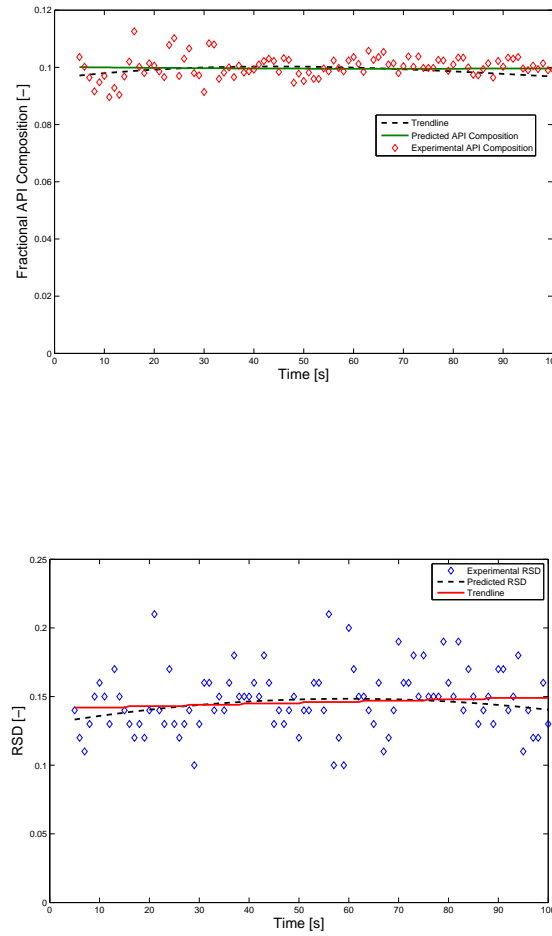 0.12
0.1
0.08
0.06
0.04
0.02
0
Fractional API Composition [−]
Trendline
Predicted API Composition
Experimental API Composition
0 10 20 30 40 50 60 70 80 90 100
Time [s]
0.25
0.2
0.15
0.1
0.05
0
RSD [−]
Experimental RSD
Predicted RSD
Trendline
0 10 20 30 40 50 60 70 80 90 100
Time [s]